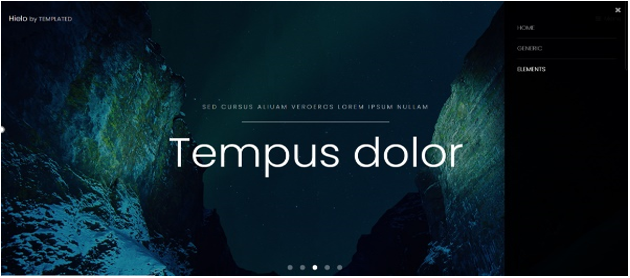 Hielo by TEMPLATED
HOME
GENERIC
ELEMENTS
SED CURSUS ALIUAM VEROEROS LOREM IPSUM NULLAM
Tempus dolor